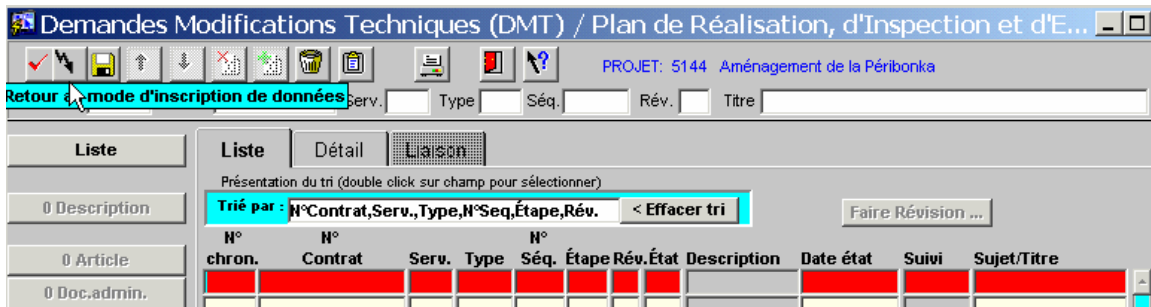 Demandes Modifications Techniques (DMT) / Plan de Réalisation, d'Inspection et d'E...
PROJET: 5144 Aménagement de la Péribonka
Retour a mode d'inscription de données
Serv. Type Séq. Rév. Titre
Liste
0 Description
0 Article
0 Doc.admin.
Liste Détail Liaison
Présentation du tri (double click sur champ pour sélectionner)
Trié par : N°Contrat,Serv.,Type,N°Seq,Étape,Rév. < Effacer tri
Faire Révision ...
N° N° N°
chron. Contrat Serv. Type Séq. Étape Rév. État Description Date état Suivi Sujet/Titre